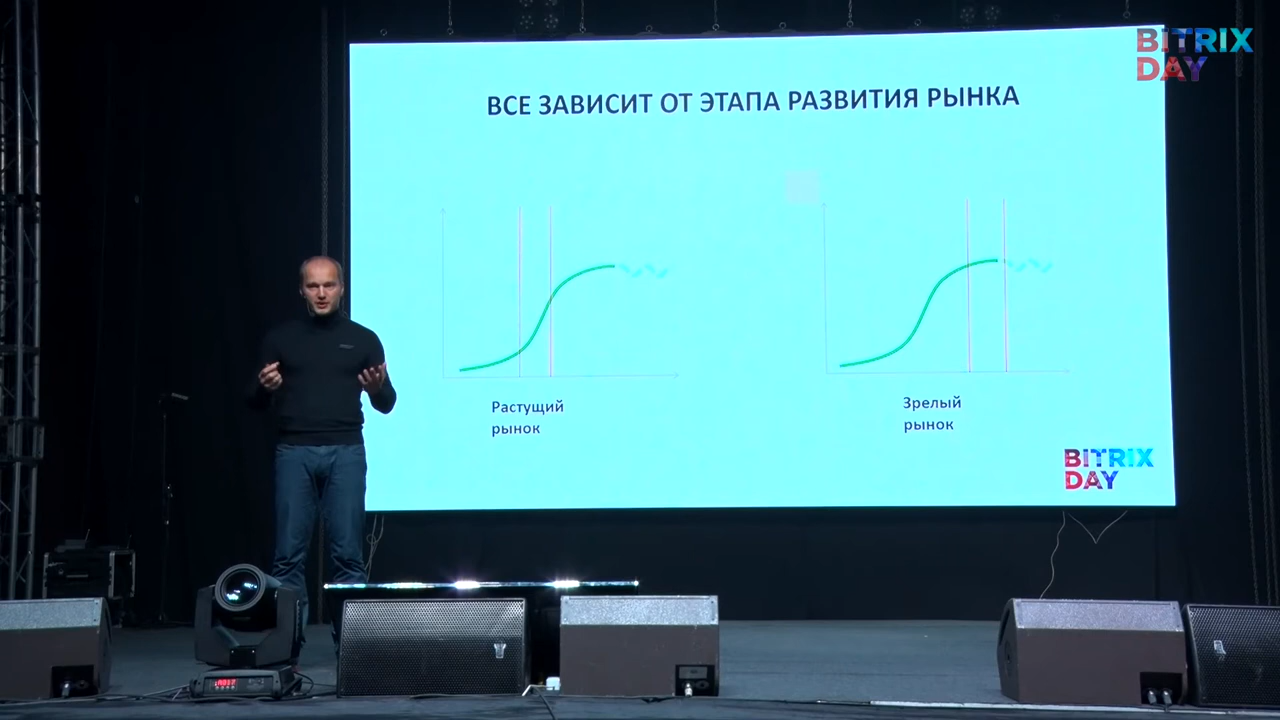 BITRIX
DAY
ВСЕ ЗАВИСИТ ОТ ЭТАПА РАЗВИТИЯ РЫНКА
Растущий
рынок
Зрелый
рынок
BITRIX
DAY